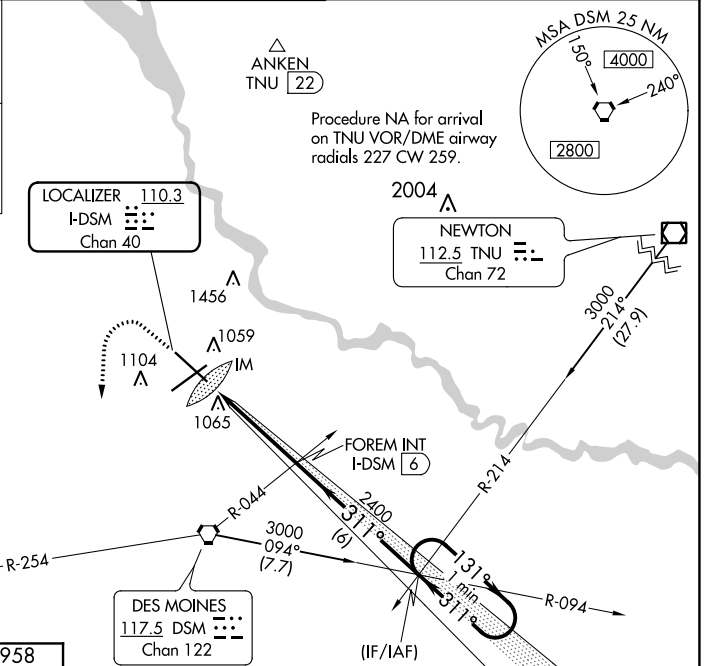 ANKEN
TNU 22
MSA DSM 25 NM
150°
4000
240°
2800
Procedure NA for arrival
on TNU VOR/DME airway
radials 227 CW 259.
LOCALIZER 110.3
I-DSM
Chan 40
2004
NEWTON
112.5 TNU
Chan 72
1456
1059
1104
IM
1065
3000
214°
(27.9)
FOREM INT
I-DSM 6
R-214
R-044
2400
311°
(6)
3000
094°
(7.7)
R-254
131°
1 min
311°
R-094
DES MOINES
117.5 DSM
Chan 122
(IF/IAF)
958